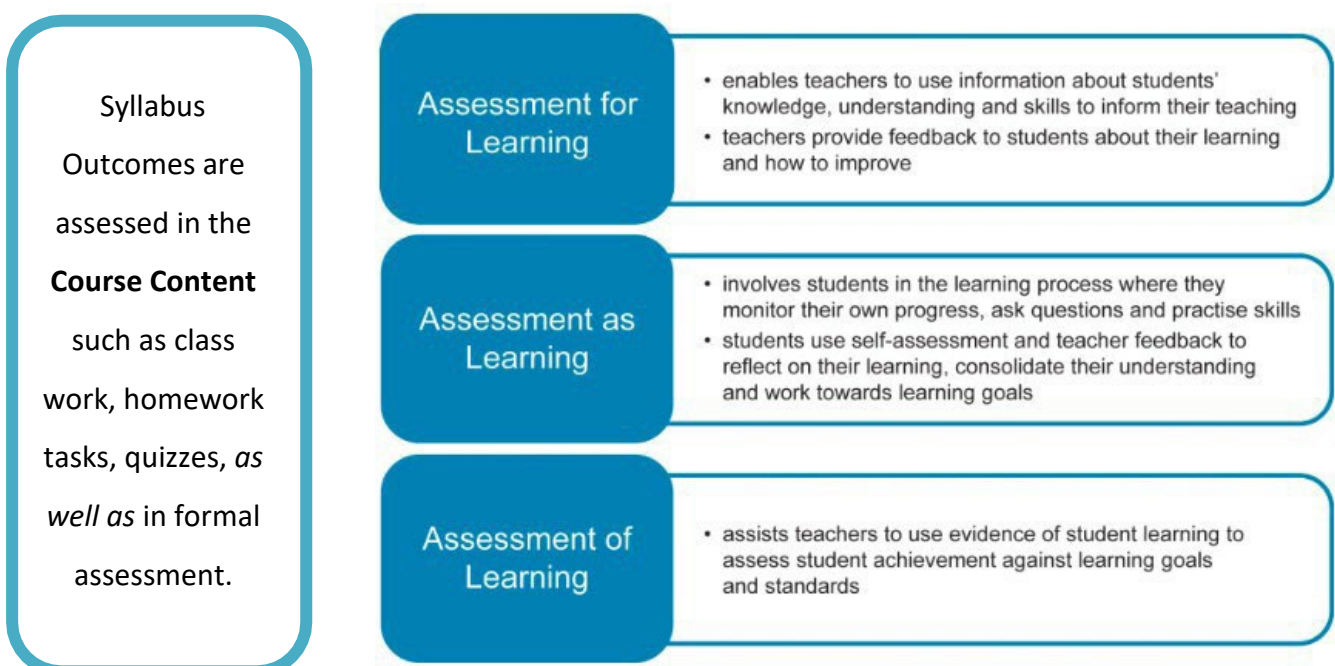 Syllabus
Outcomes are
assessed in the
Course Content
such as class
work, homework
tasks, quizzes, as
well as in formal
assessment.
Assessment for
Learning
• enables teachers to use information about students'
knowledge, understanding and skills to inform their teaching
• teachers provide feedback to students about their learning
and how to improve
Assessment as
Learning
• involves students in the learning process where they
monitor their own progress, ask questions and practise skills
• students use self-assessment and teacher feedback to
reflect on their learning, consolidate their understanding
and work towards learning goals
Assessment of
Learning
• assists teachers to use evidence of student learning to
assess student achievement against learning goals
and standards